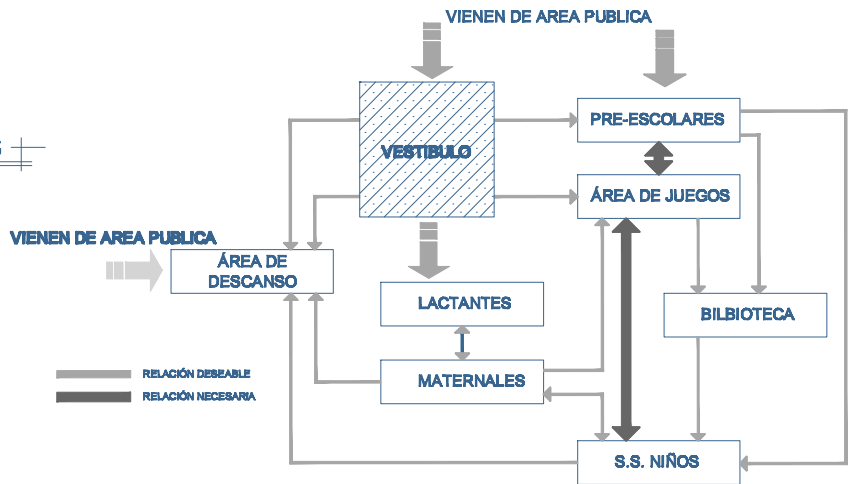 VIENEN DE AREA PUBLICA
PRE-ESCOLARES
S
VESTIBULO
ÁREA DE JUEGOS
VIENEN DE AREA PUBLICA
ÁREA DE
DESCANSO
LACTANTES
BILBIOTECA
RELACIÓN DESEABLE
MATERNALES
RELACIÓN NECESARIA
S.S. NIÑOS